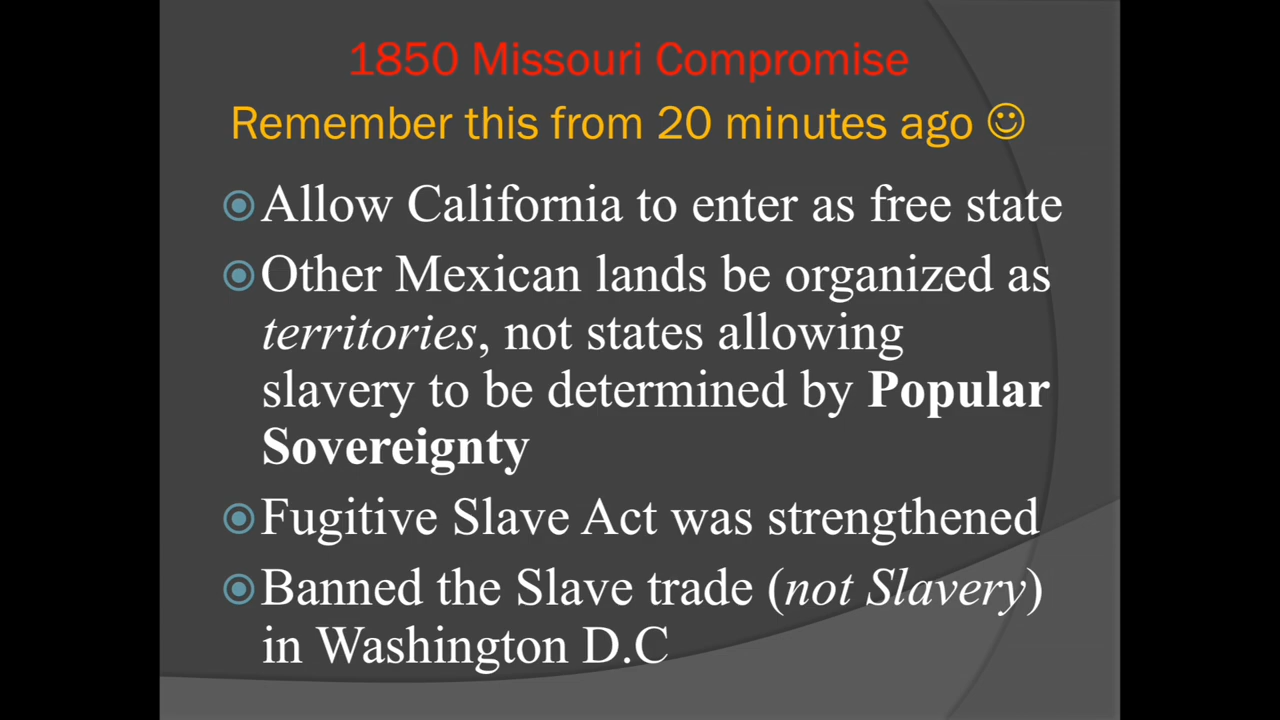 1850 Missouri Compromise
Remember this from 20 minutes ago ☺
Allow California to enter as free state
Other Mexican lands be organized as
territories, not states allowing
slavery to be determined by Popular
Sovereignty
Fugitive Slave Act was strengthened
Banned the Slave trade (not Slavery)
in Washington D.C